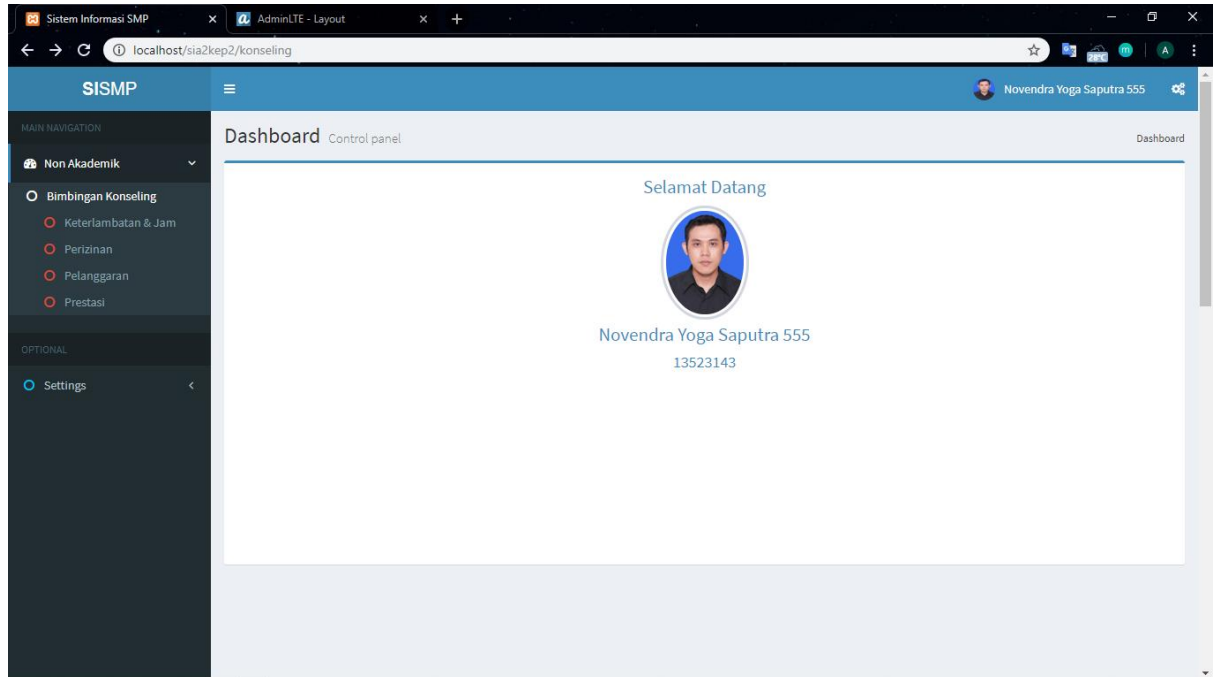 Sistem Informasi SMP
AdminLTE - Layout
localhost/sia2kep2/konseling
28°C
m
A
SISMP
Novendra Yoga Saputra 555
MAIN NAVIGATION
Dashboard Control panel
Dashboard
Non Akademik
Bimbingan Konseling
Keterlambatan & Jam
Perizinan
Pelanggaran
Prestasi
OPTIONAL
Settings
Selamat Datang
Novendra Yoga Saputra 555
13523143